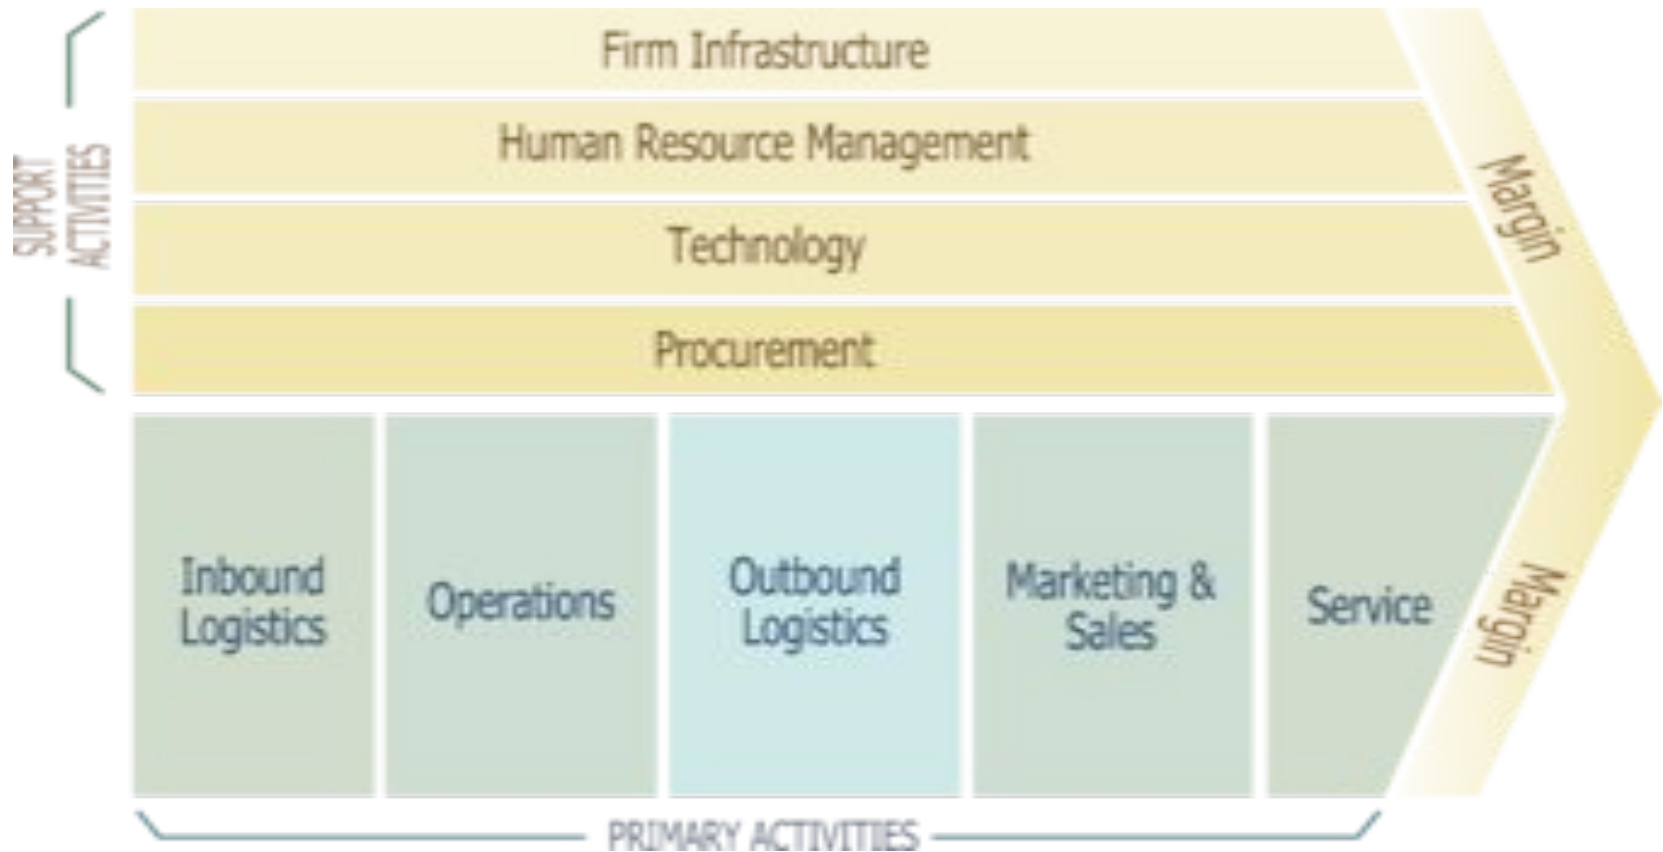 Firm Infrastructure
Human Resource Management
Technology
Procurement
SUPPORT
ACTIVITIES
Margin
Inbound
Logistics
Operations
Outbound
Logistics
Marketing &
Sales
Service
Margin
PRIMARY ACTIVITIES